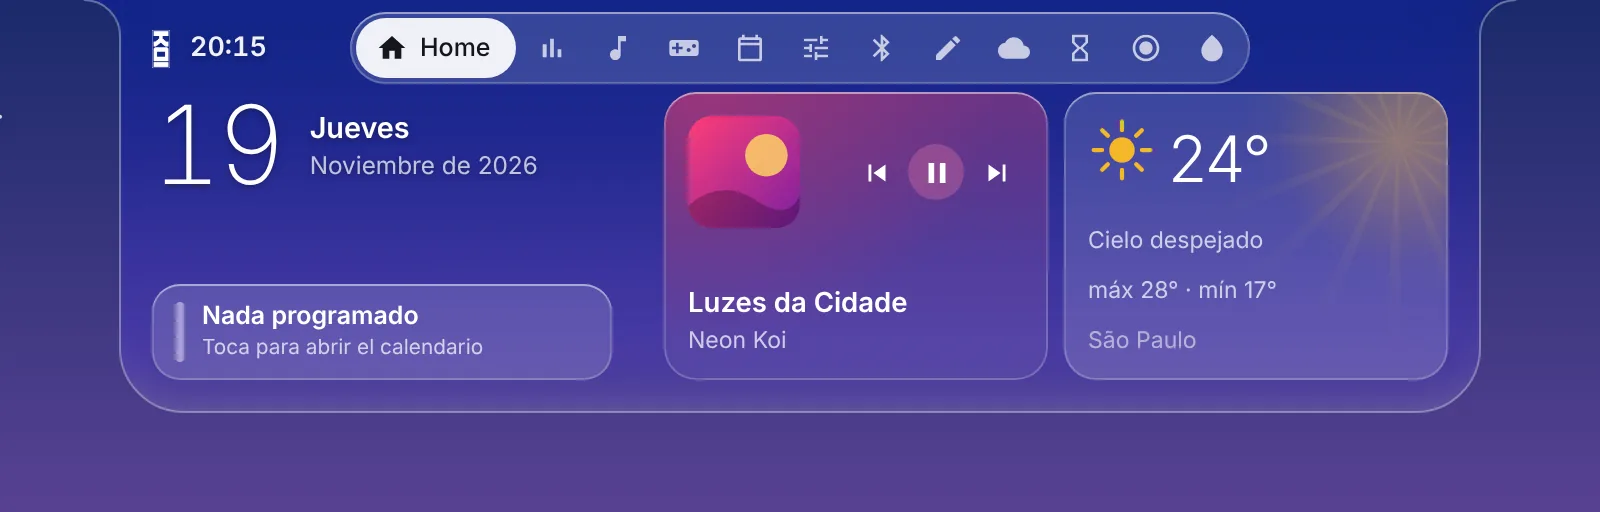 20:15
Home
19
Jueves
Noviembre de 2026
Nada programado
Toca para abrir el calendario
Luzes da Cidade
Neon Koi
24°
Cielo despejado
máx 28° · mín 17°
São Paulo